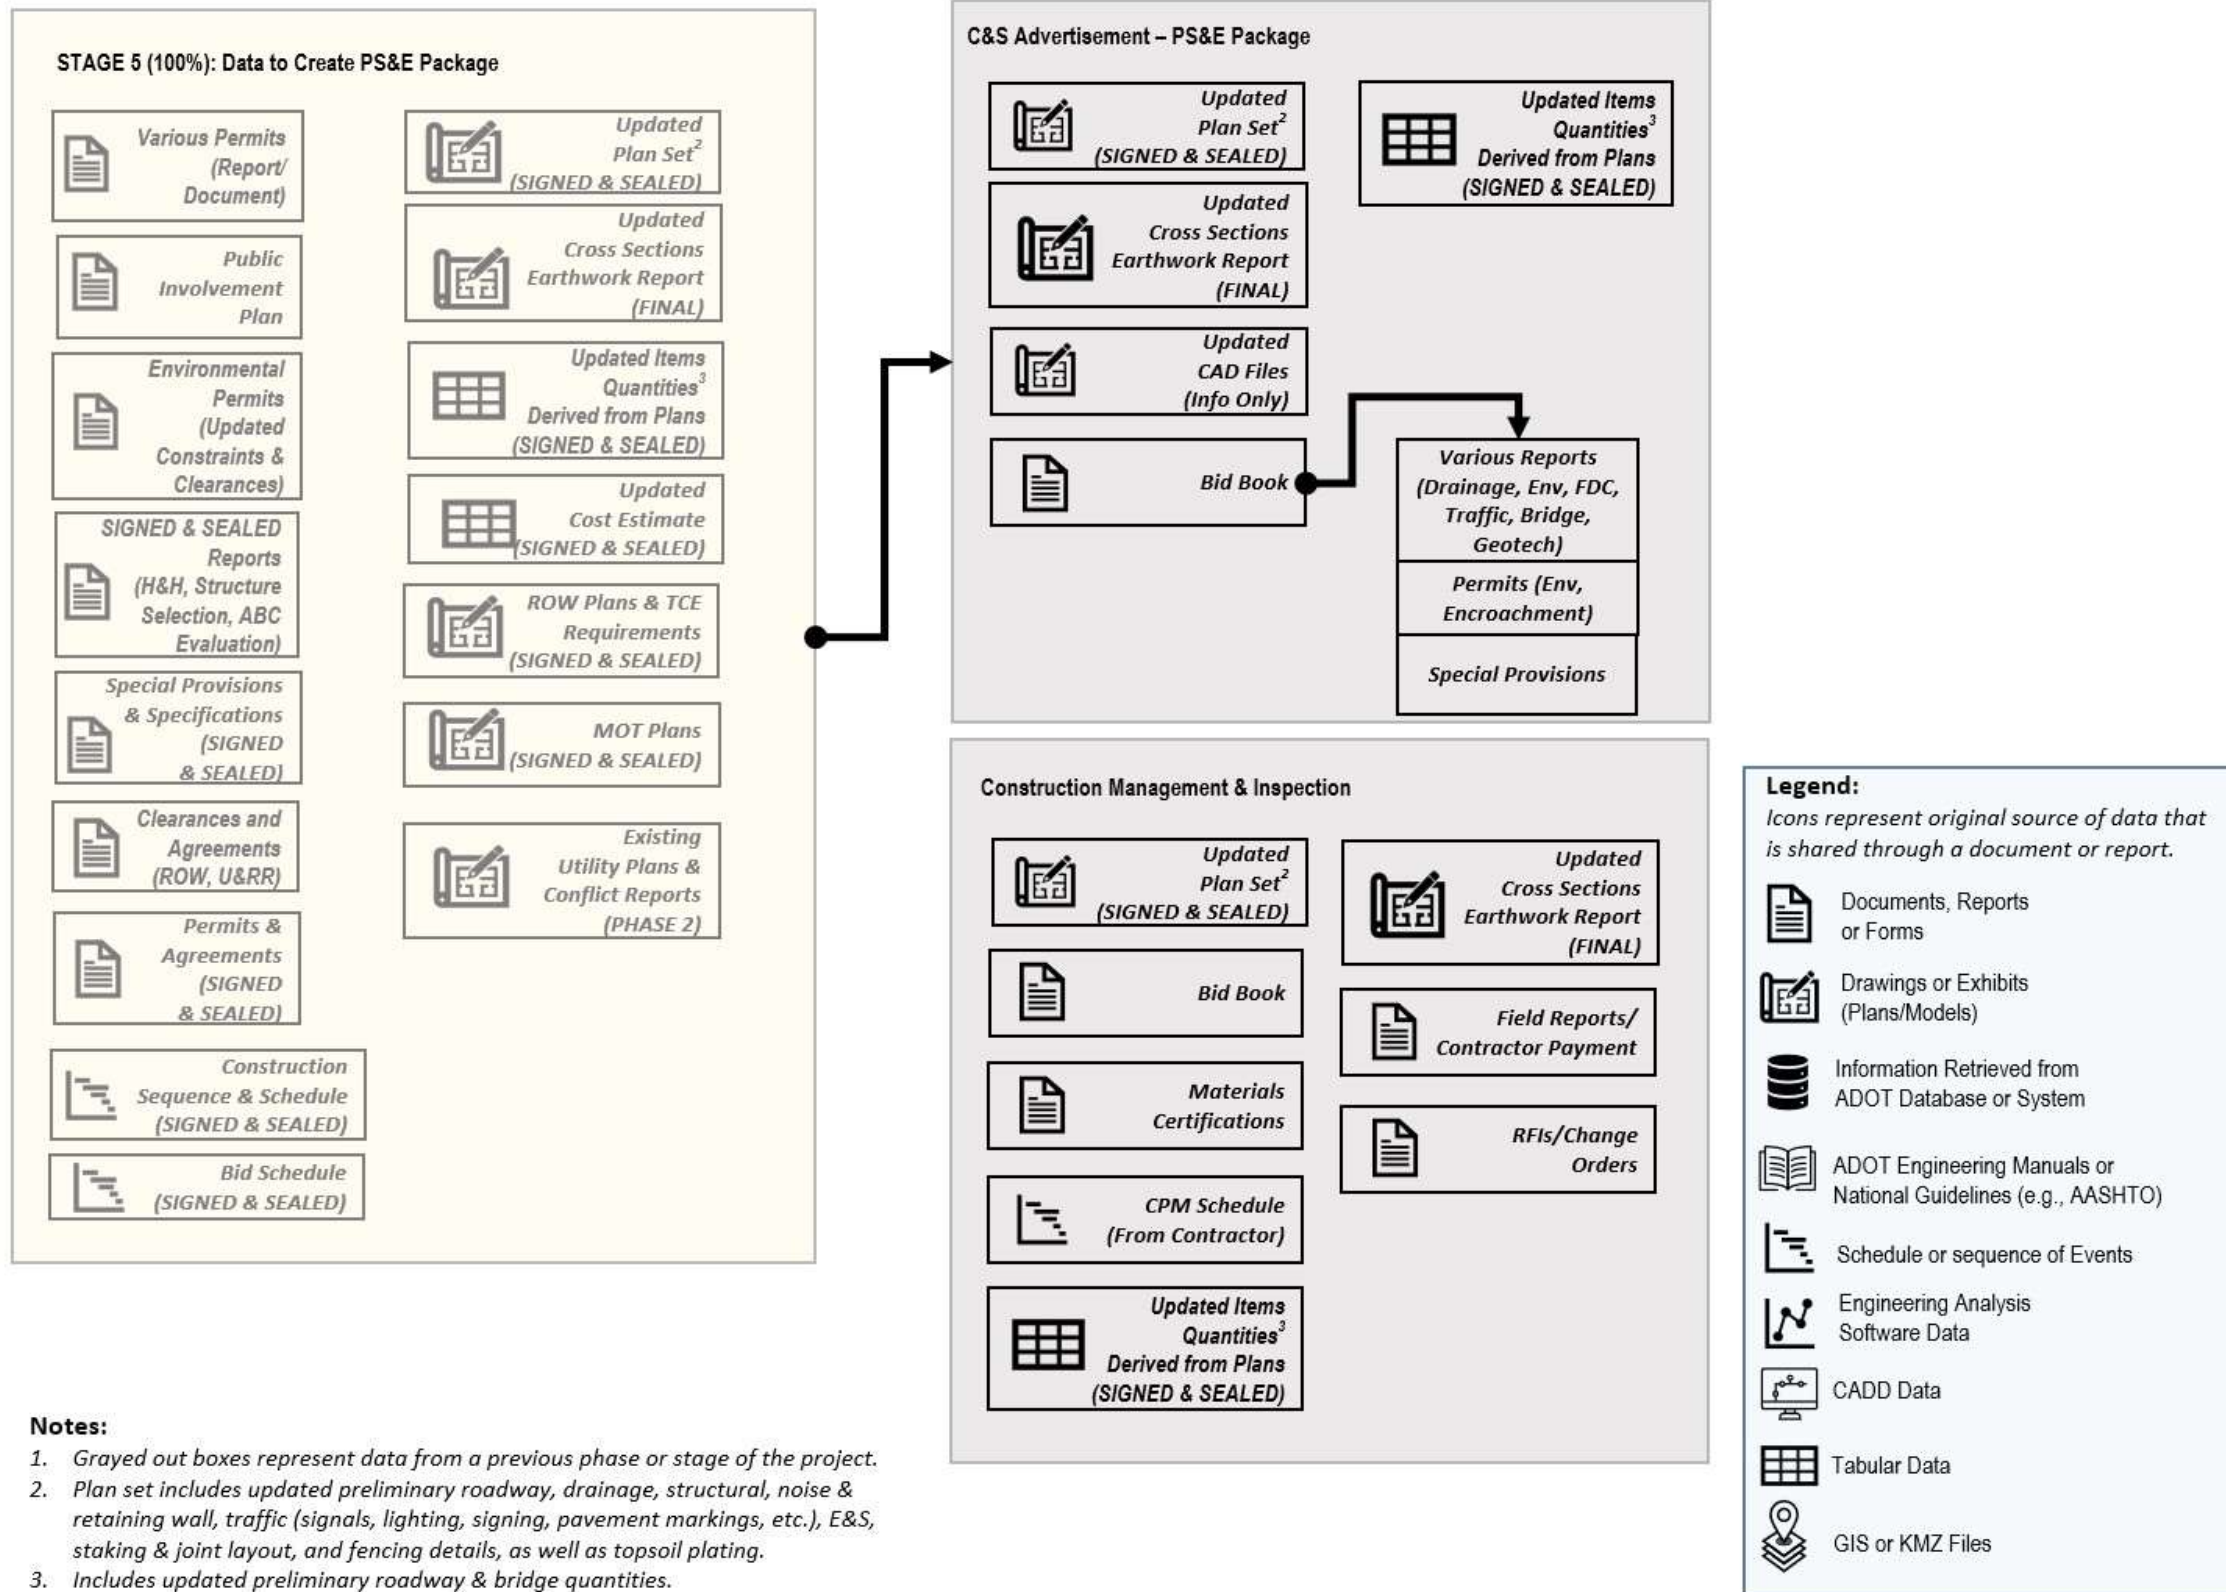 STAGE 5 (100%): Data to Create PS&E Package
Various Permits
(Report/
Document)
Public
Involvement
Plan
Environmental
Permits
(Updated
Constraints &
Clearances)
SIGNED & SEALED
Reports
(H&H, Structure
Selection, ABC
Evaluation)
Special Provisions
& Specifications
(SIGNED
& SEALED)
Clearances and
Agreements
(ROW, U&RR)
Permits &
Agreements
(SIGNED
& SEALED)
Construction
Sequence & Schedule
(SIGNED & SEALED)
Bid Schedule
(SIGNED & SEALED)
Updated
Plan Set²
(SIGNED & SEALED)
Updated
Cross Sections
Earthwork Report
(FINAL)
Updated Items
Quantities³
Derived from Plans
(SIGNED & SEALED)
Updated
Cost Estimate
(SIGNED & SEALED)
ROW Plans & TCE
Requirements
(SIGNED & SEALED)
MOT Plans
(SIGNED & SEALED)
Existing
Utility Plans &
Conflict Reports
(PHASE 2)
C&S Advertisement – PS&E Package
Updated
Plan Set²
(SIGNED & SEALED)
Updated
Cross Sections
Earthwork Report
(FINAL)
Updated
CAD Files
(Info Only)
Bid Book
Updated Items
Quantities³
Derived from Plans
(SIGNED & SEALED)
Various Reports
(Drainage, Env, FDC,
Traffic, Bridge,
Geotech)
Permits (Env,
Encroachment)
Special Provisions
Construction Management & Inspection
Updated
Plan Set²
(SIGNED & SEALED)
Bid Book
Materials
Certifications
CPM Schedule
(From Contractor)
Updated Items
Quantities³
Derived from Plans
(SIGNED & SEALED)
Updated
Cross Sections
Earthwork Report
(FINAL)
Field Reports/
Contractor Payment
RFIs/Change
Orders
Legend:
Icons represent original source of data that
is shared through a document or report.
Documents, Reports
or Forms
Drawings or Exhibits
(Plans/Models)
Information Retrieved from
ADOT Database or System
ADOT Engineering Manuals or
National Guidelines (e.g., AASHTO)
Schedule or sequence of Events
Engineering Analysis
Software Data
CADD Data
Tabular Data
GIS or KMZ Files
Notes:
1. Grayed out boxes represent data from a previous phase or stage of the project.
2. Plan set includes updated preliminary roadway, drainage, structural, noise &
retaining wall, traffic (signals, lighting, signing, pavement markings, etc.), E&S,
staking & joint layout, and fencing details, as well as topsoil plating.
3. Includes updated preliminary roadway & bridge quantities.